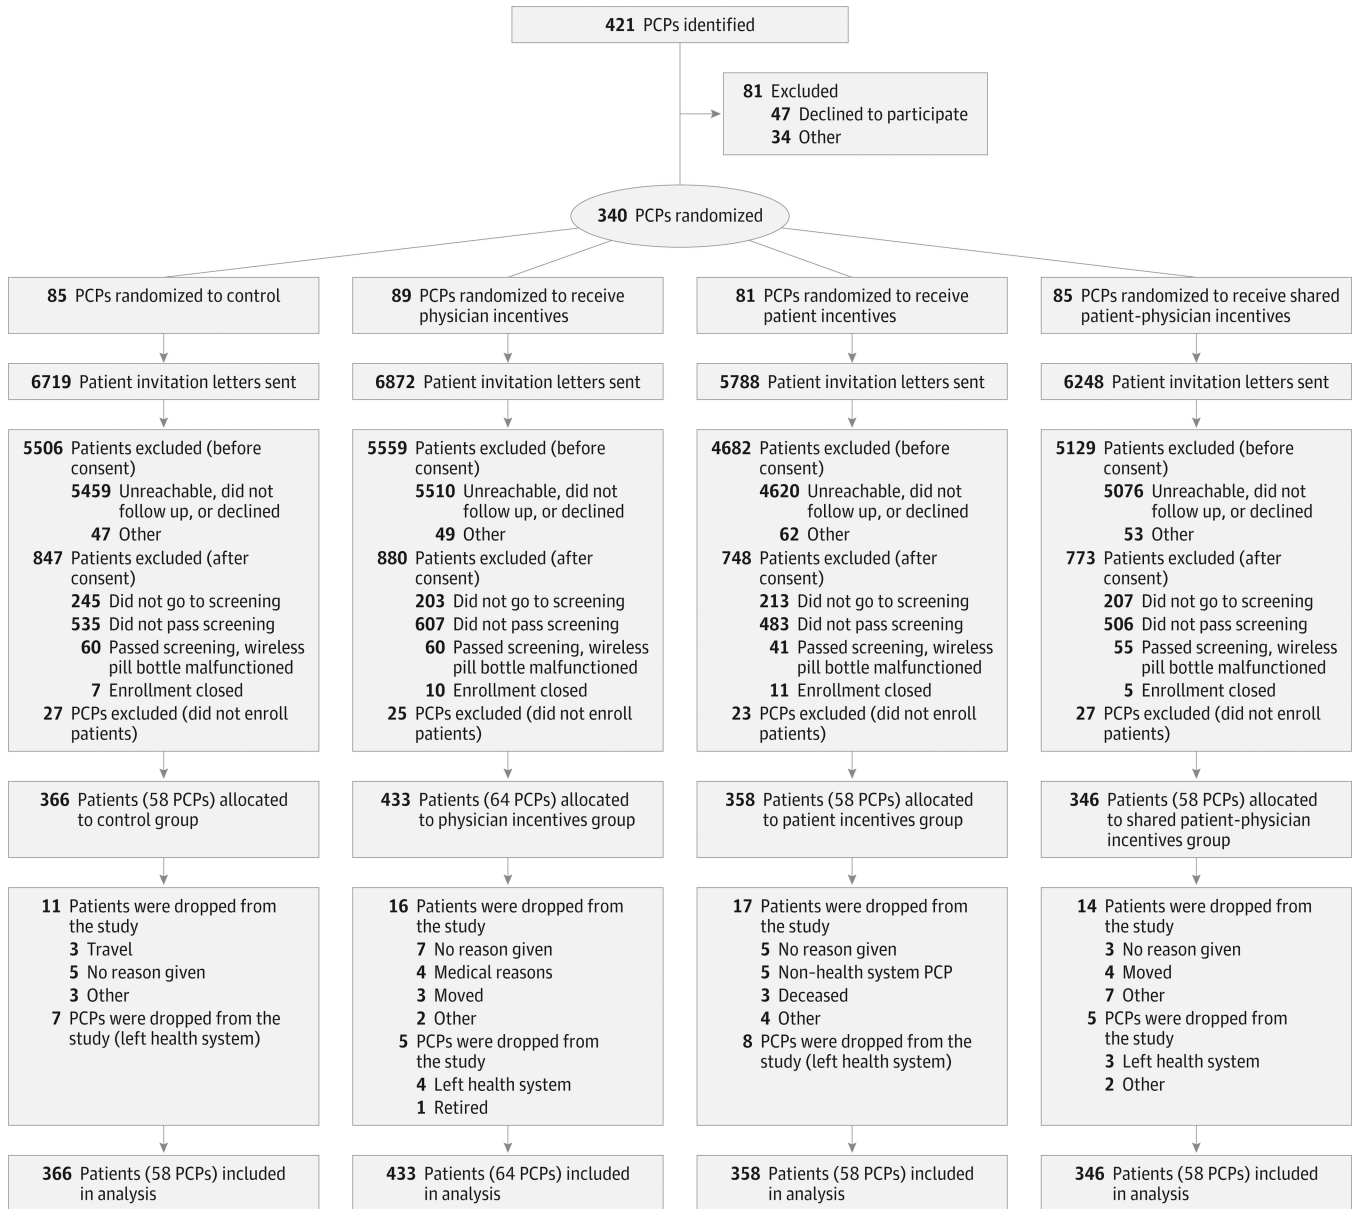 421 PCPs identified
81 Excluded
47 Declined to participate
34 Other
340 PCPs randomized
85 PCPs randomized to control
89 PCPs randomized to receive
physician incentives
81 PCPs randomized to receive
patient incentives
85 PCPs randomized to receive shared
patient-physician incentives
6719 Patient invitation letters sent
6872 Patient invitation letters sent
5788 Patient invitation letters sent
6248 Patient invitation letters sent
5506 Patients excluded (before
consent)
5459 Unreachable, did not
follow up, or declined
47 Other
847 Patients excluded (after
consent)
245 Did not go to screening
535 Did not pass screening
60 Passed screening, wireless
pill bottle malfunctioned
7 Enrollment closed
27 PCPs excluded (did not enroll
patients)
5559 Patients excluded (before
consent)
5510 Unreachable, did not
follow up, or declined
49 Other
880 Patients excluded (after
consent)
203 Did not go to screening
607 Did not pass screening
60 Passed screening, wireless
pill bottle malfunctioned
10 Enrollment closed
25 PCPs excluded (did not enroll
patients)
4682 Patients excluded (before
consent)
4620 Unreachable, did not
follow up, or declined
62 Other
748 Patients excluded (after
consent)
213 Did not go to screening
483 Did not pass screening
41 Passed screening, wireless
pill bottle malfunctioned
11 Enrollment closed
23 PCPs excluded (did not enroll
patients)
5129 Patients excluded (before
consent)
5076 Unreachable, did not
follow up, or declined
53 Other
773 Patients excluded (after
consent)
207 Did not go to screening
506 Did not pass screening
55 Passed screening, wireless
pill bottle malfunctioned
5 Enrollment closed
27 PCPs excluded (did not enroll
patients)
366 Patients (58 PCPs) allocated
to control group
433 Patients (64 PCPs) allocated
to physician incentives group
358 Patients (58 PCPs) allocated
to patient incentives group
346 Patients (58 PCPs) allocated
to shared patient-physician
incentives group
11 Patients were dropped from
the study
3 Travel
5 No reason given
3 Other
7 PCPs were dropped from the
study (left health system)
16 Patients were dropped from
the study
7 No reason given
4 Medical reasons
3 Moved
2 Other
5 PCPs were dropped from
the study
4 Left health system
1 Retired
17 Patients were dropped from
the study
5 No reason given
5 Non-health system PCP
3 Deceased
4 Other
8 PCPs were dropped from the
study (left health system)
14 Patients were dropped from
the study
3 No reason given
4 Moved
7 Other
5 PCPs were dropped from
the study
3 Left health system
2 Other
366 Patients (58 PCPs) included
in analysis
433 Patients (64 PCPs) included
in analysis
358 Patients (58 PCPs) included
in analysis
346 Patients (58 PCPs) included
in analysis